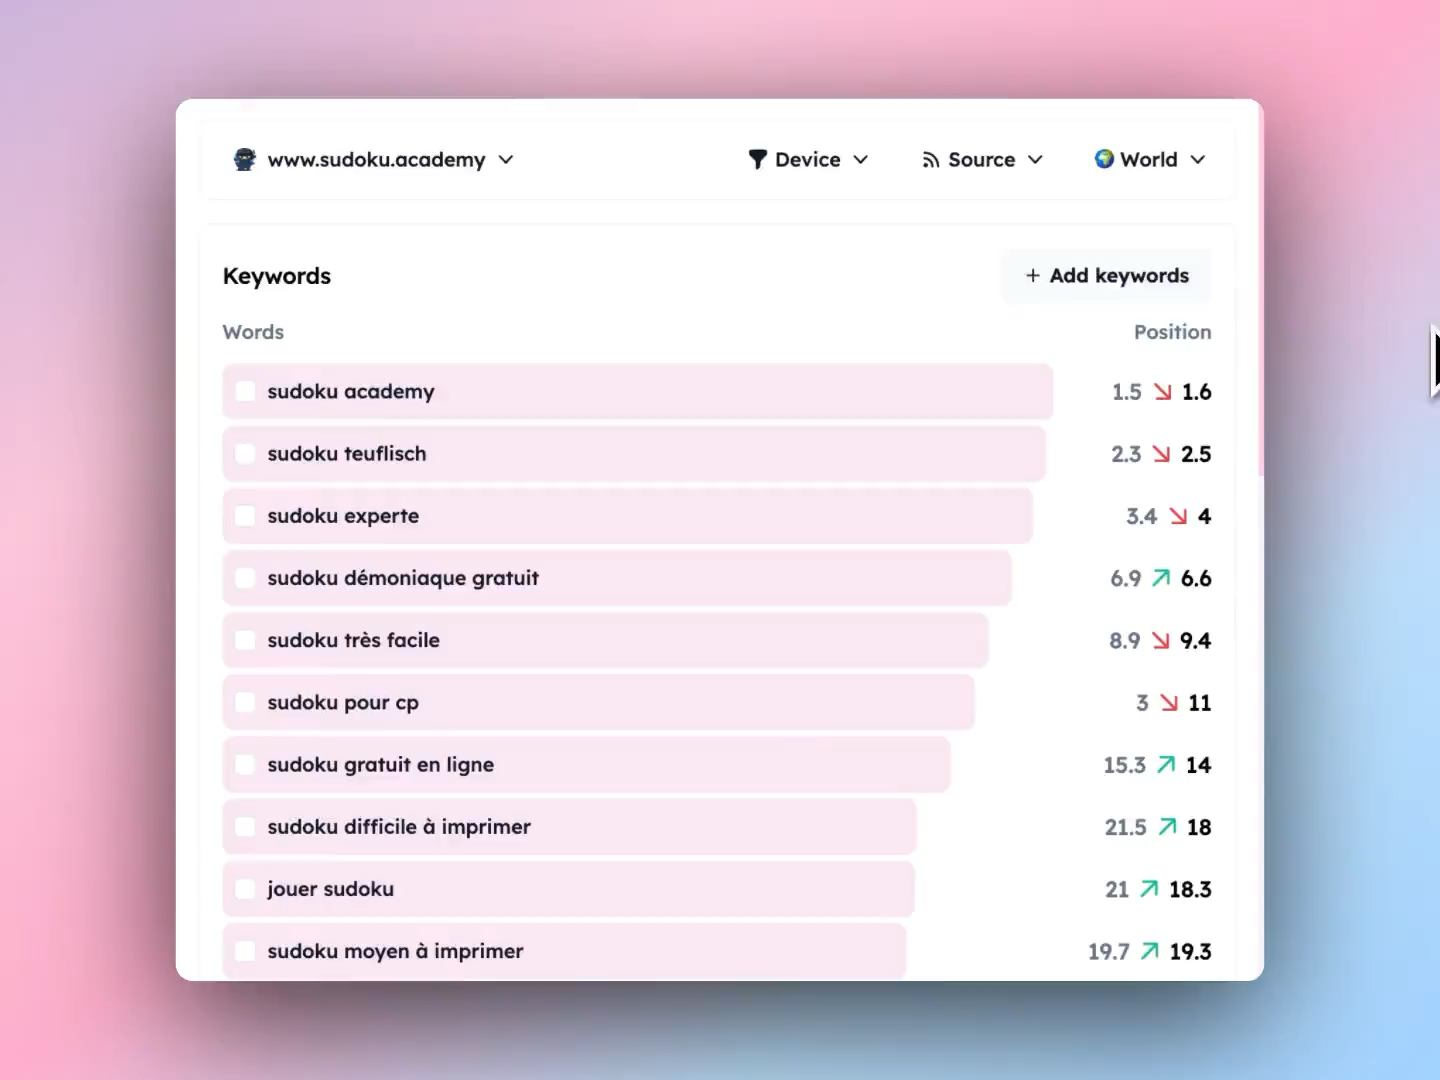 www.sudoku.academy Device Source World
Keywords + Add keywords
Words Position
sudoku academy 1.5 1.6
sudoku teuflisch 2.3 2.5
sudoku experte 3.4 4
sudoku démoniaque gratuit 6.9 6.6
sudoku très facile 8.9 9.4
sudoku pour cp 3 11
sudoku gratuit en ligne 15.3 14
sudoku difficile à imprimer 21.5 18
jouer sudoku 21 18.3
sudoku moyen à imprimer 19.7 19.3